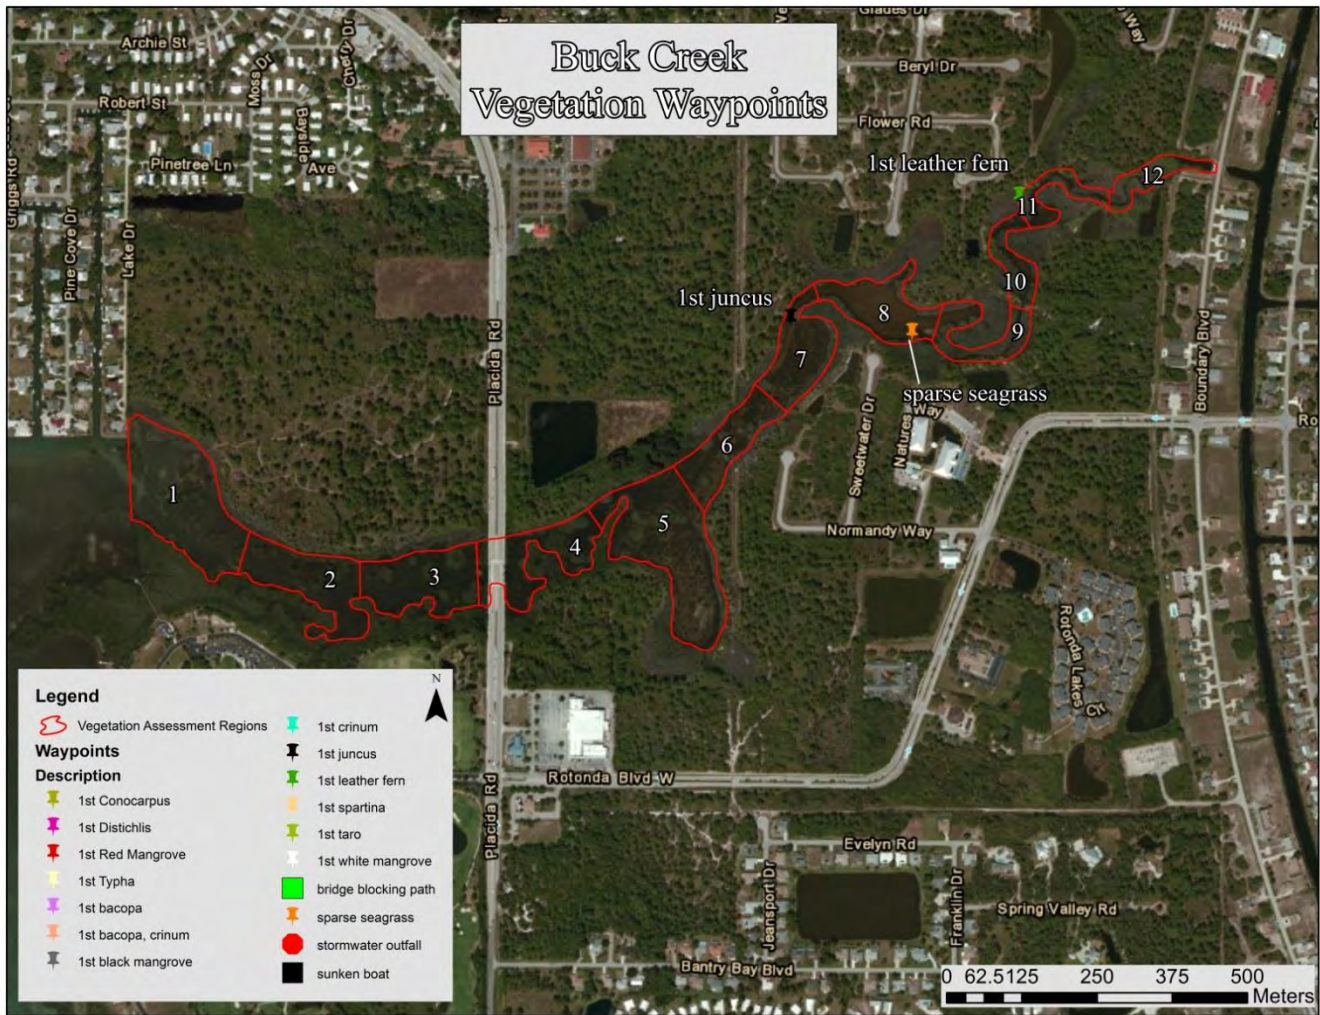 Glades Dr
Way
Archie St
Moss Dr
Cherry Dr
Buck Creek
Vegetation Waypoints
Beryl Dr
Robert St
Bayside
Ave
Flower Rd
Pinetree Ln
Griggs Rd
1st leather fern
12
11
Pine Cove Dr
Lake Dr
10
1st juncus
8
9
Placida Rd
7
Boundary Blvd
sparse seagrass
Natures Way
Sweetwater Dr
Ro
6
1
5
Normandy Way
4
2
3
Rotonda Lakes Cir
Rotonda Blvd W
Placida Rd
Evelyn Rd
Jeansport Dr
Franklin Dr
Spring Valley Rd
Bantry Bay Blvd
N
Legend
Vegetation Assessment Regions
Waypoints
Description
1st Conocarpus
1st Distichlis
1st Red Mangrove
1st Typha
1st bacopa
1st bacopa, crinum
1st black mangrove
1st crinum
1st juncus
1st leather fern
1st spartina
1st taro
1st white mangrove
bridge blocking path
sparse seagrass
stormwater outfall
sunken boat
0 62.5 125 250 375 500
Meters